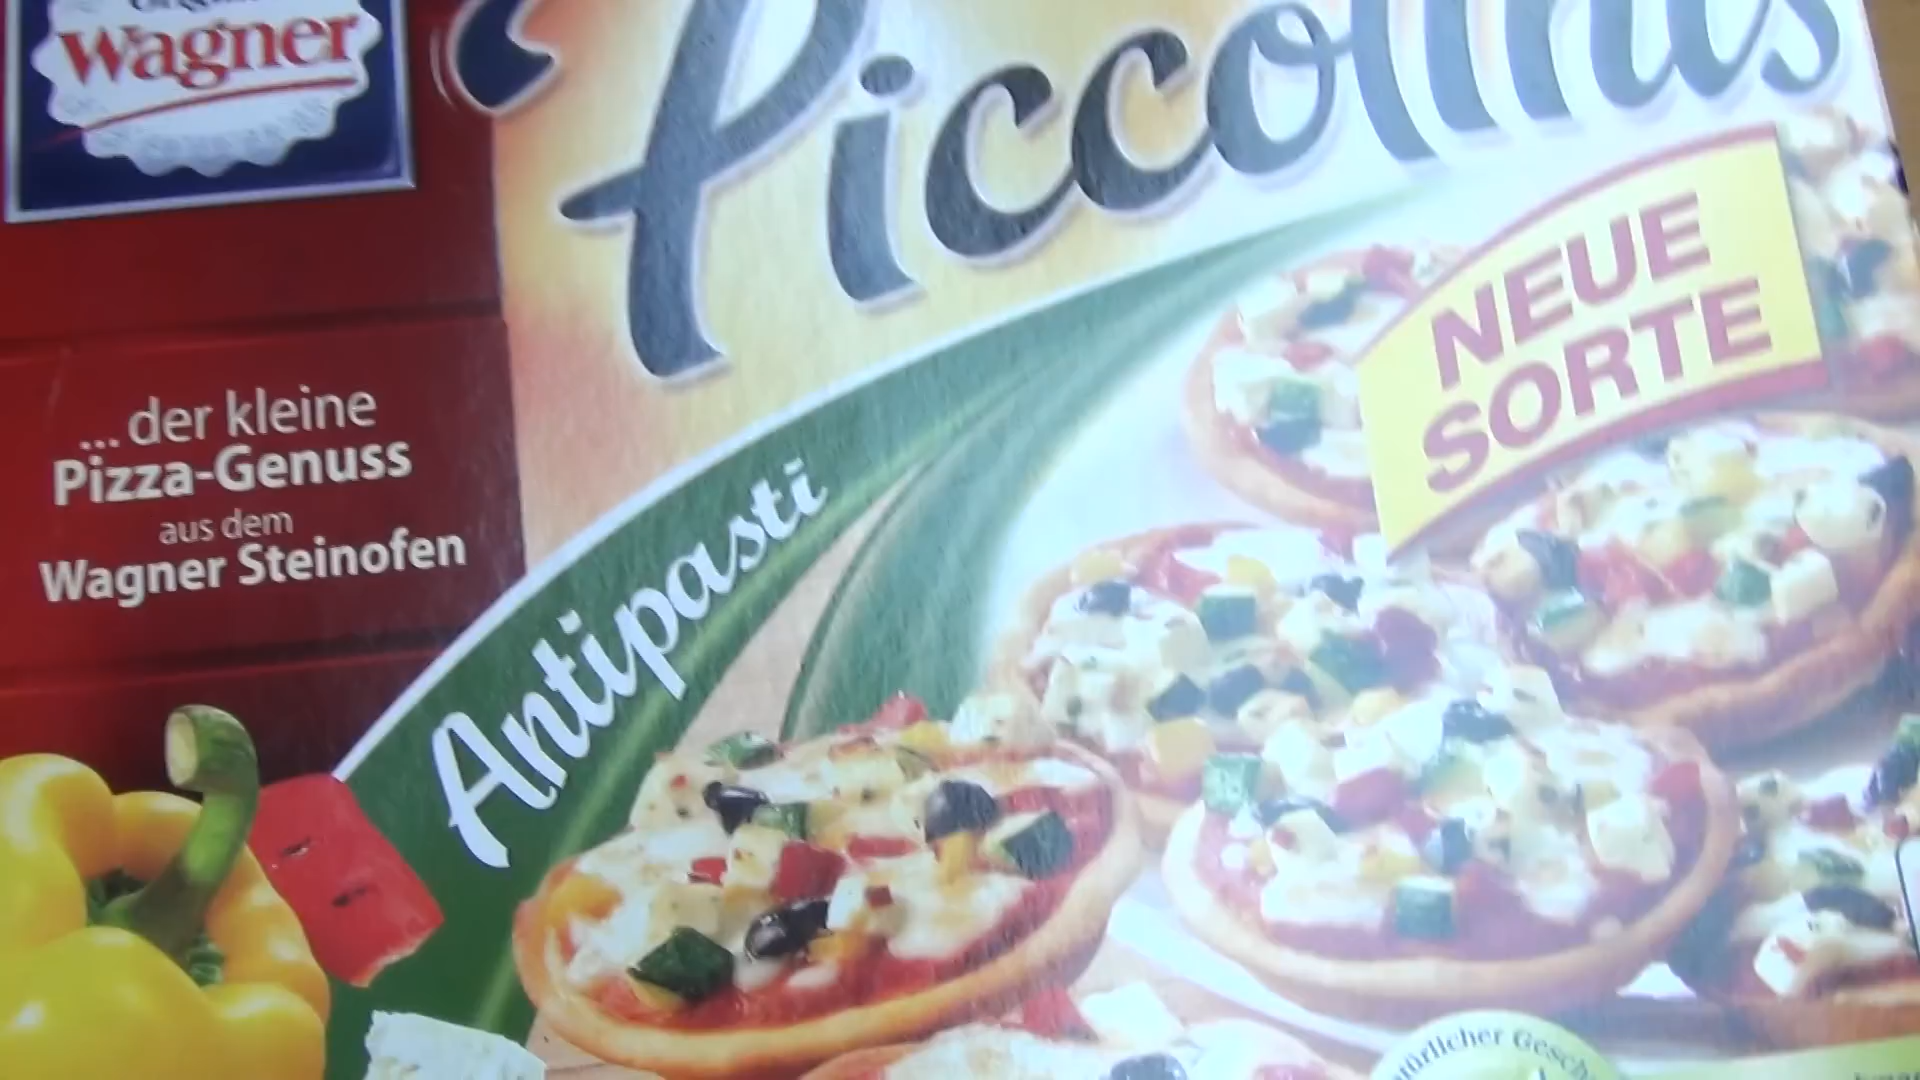 Wagner
Piccolinis
NEUE
SORTE
... der kleine
Pizza-Genuss
aus dem
Wagner Steinofen
Antipasti